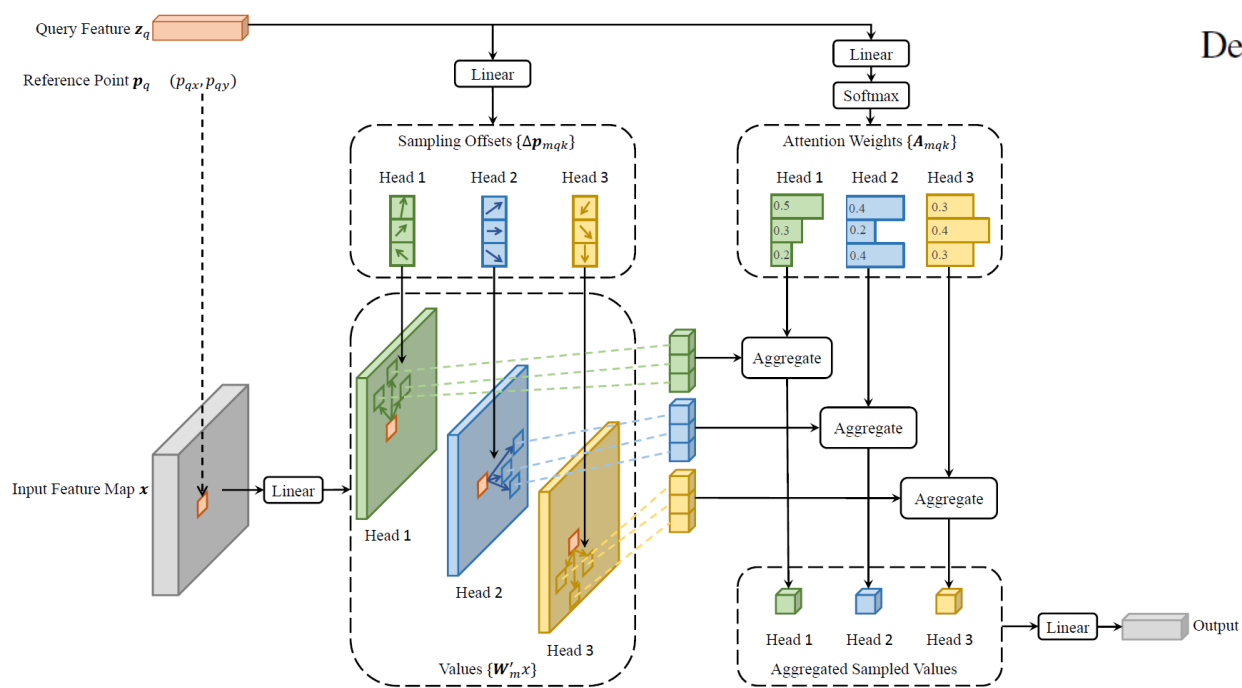 Query Feature z_q
De
Linear
Linear
Reference Point p_q (p_qx, p_qy)
Softmax
Sampling Offsets {Δp_mqk}
Attention Weights {A_mqk}
Head 1 Head 2 Head 3
Head 1 Head 2 Head 3
0.5 0.4 0.3
0.3 0.2 0.4
0.2 0.4 0.3
Aggregate
Aggregate
Input Feature Map x
Linear
Aggregate
Head 1
Head 2
Head 3
Values {W'_m x}
Head 1 Head 2 Head 3
Aggregated Sampled Values
Linear
Output